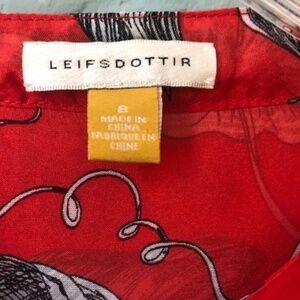 LEIFSDOTTIR
8
MADE IN
CHINA
FABRIQUE EN
CHINE